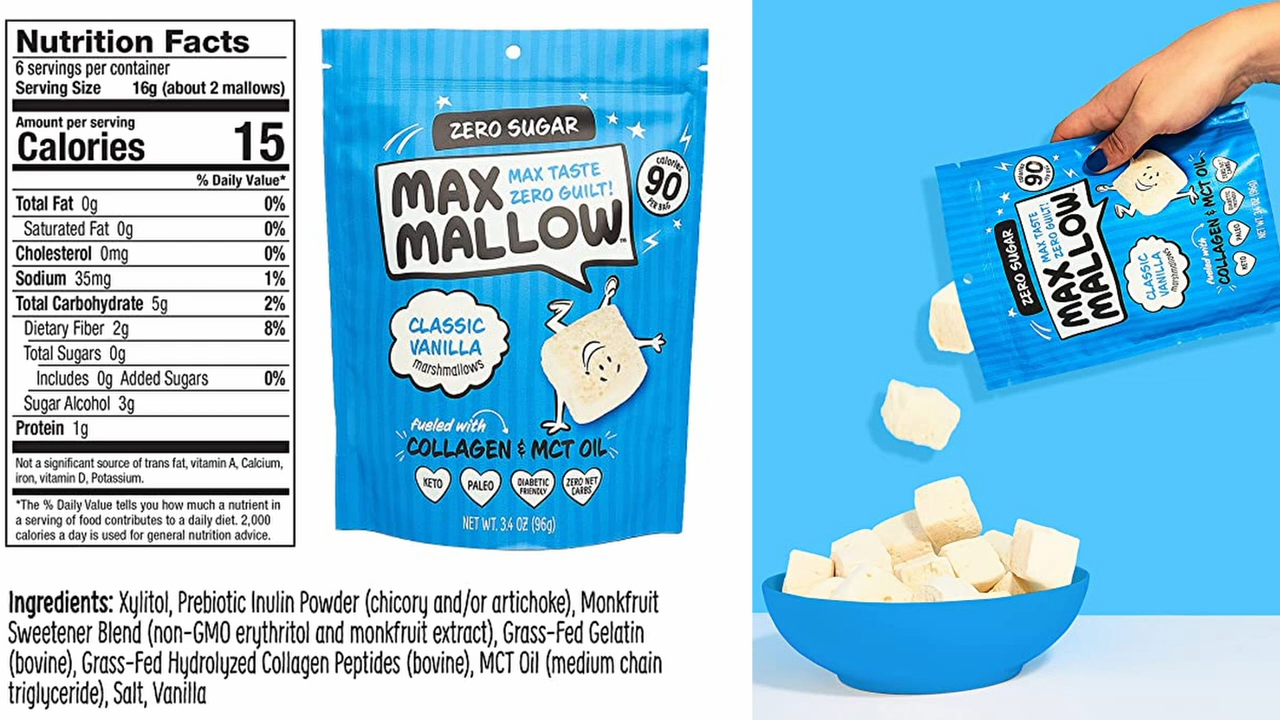 Nutrition Facts
6 servings per container
Serving Size 16g (about 2 mallows)
Amount per serving
Calories 15
% Daily Value*
Total Fat 0g 0%
Saturated Fat 0g 0%
Cholesterol 0mg 0%
Sodium 35mg 1%
Total Carbohydrate 5g 2%
Dietary Fiber 2g 8%
Total Sugars 0g
Includes 0g Added Sugars 0%
Sugar Alcohol 3g
Protein 1g
Not a significant source of trans fat, vitamin A, Calcium,
iron, vitamin D, Potassium.
*The % Daily Value tells you how much a nutrient in
a serving of food contributes to a daily diet. 2,000
calories a day is used for general nutrition advice.
Ingredients: Xylitol, Prebiotic Inulin Powder (chicory and/or artichoke), Monkfruit
Sweetener Blend (non-GMO erythritol and monkfruit extract), Grass-Fed Gelatin
(bovine), Grass-Fed Hydrolyzed Collagen Peptides (bovine), MCT Oil (medium chain
triglyceride), Salt, Vanilla
ZERO SUGAR
MAX
MALLOW™
MAX TASTE
ZERO GUILT!
calories
90
PER BAG
CLASSIC
VANILLA
marshmallows
fueled with
COLLAGEN & MCT OIL
KETO
PALEO
DIABETIC
FRIENDLY
ZERO NET
CARBS
NET WT. 3.4 OZ (96g)
ZERO SUGAR
MAX
MALLOW
MAX TASTE
ZERO GUILT!
calories
90
CLASSIC
VANILLA
marshmallows
fueled with
COLLAGEN & MCT OIL
KETO
PALEO
NET WT. 3.4 OZ (96g)